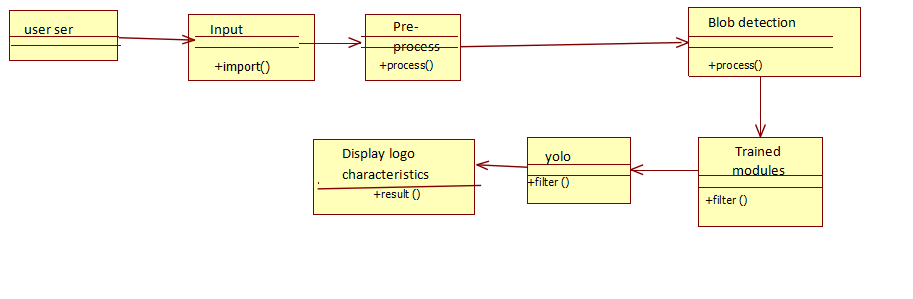 user ser
Input
+import()
Pre-
process
+process()
Blob detection
+process()
Display logo
characteristics
+result ()
yolo
+filter ()
Trained
modules
+filter ()